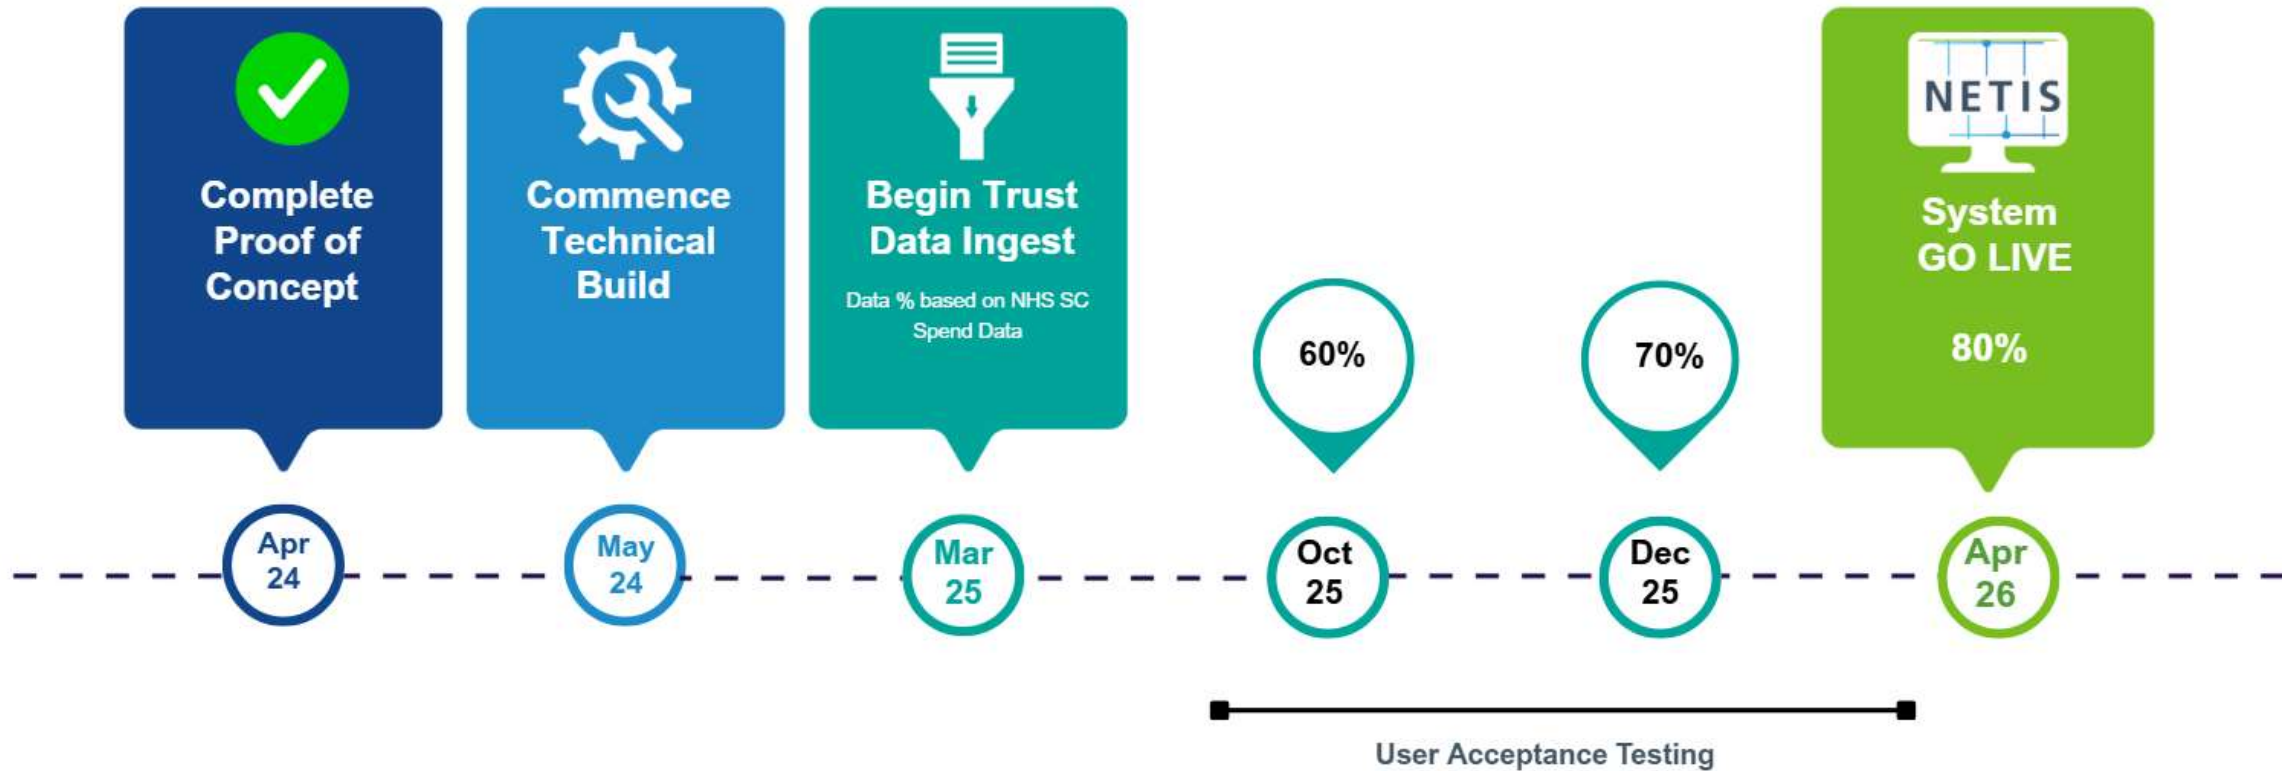 Complete
Proof of
Concept
Commence
Technical
Build
Begin Trust
Data Ingest
Data % based on NHS SC
Spend Data
60%
70%
NETIS
System
GO LIVE
80%
Apr
24
May
24
Mar
25
Oct
25
Dec
25
Apr
26
User Acceptance Testing